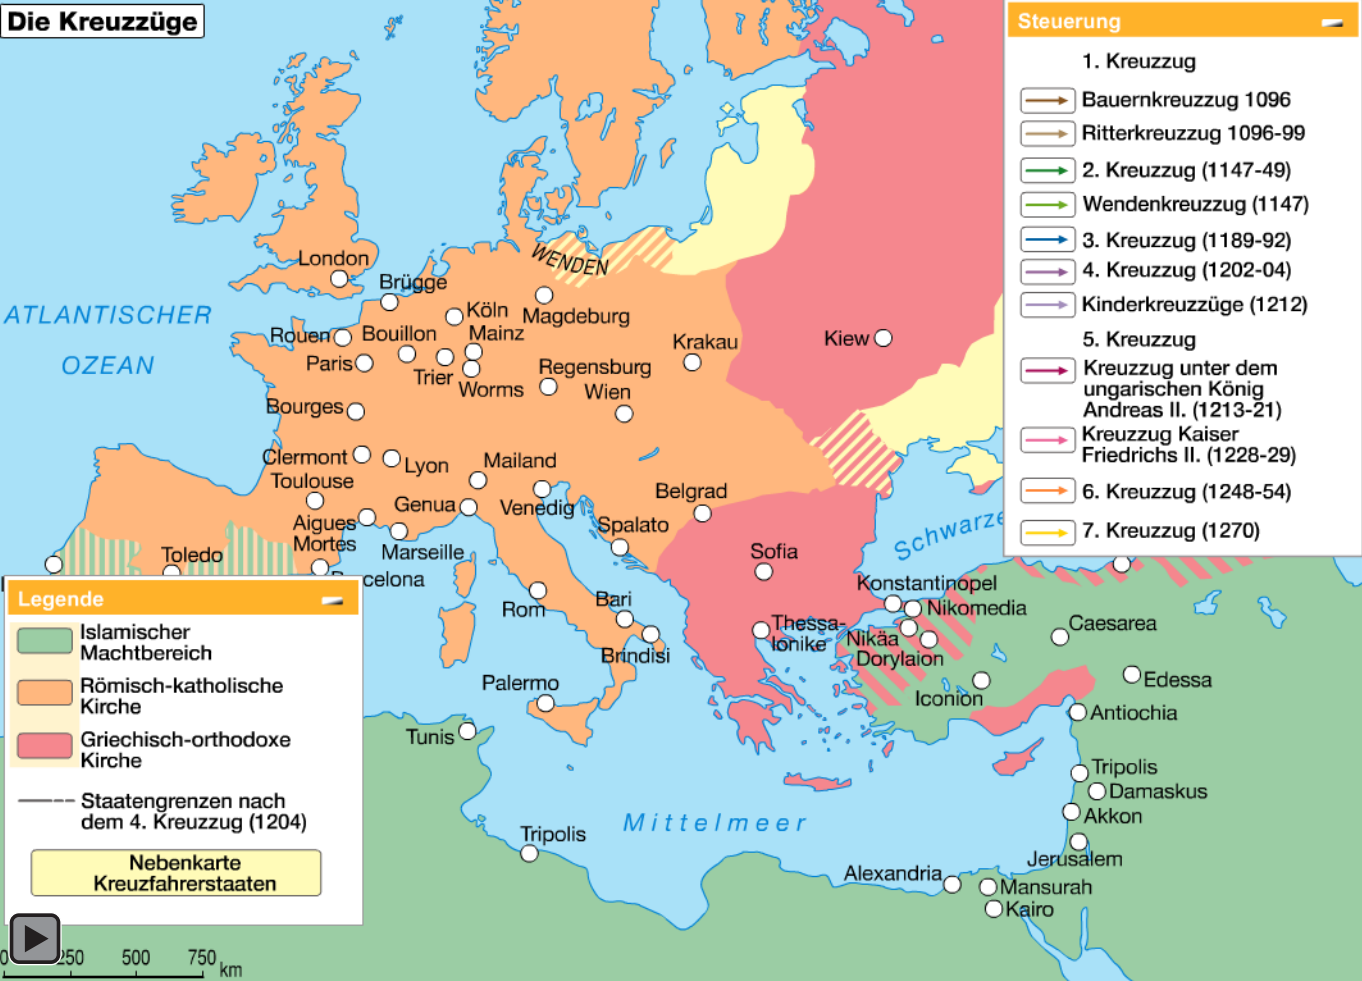 Die Kreuzzüge
Steuerung
1. Kreuzzug
Bauernkreuzzug 1096
Ritterkreuzzug 1096-99
2. Kreuzzug (1147-49)
Wendenkreuzzug (1147)
3. Kreuzzug (1189-92)
4. Kreuzzug (1202-04)
Kinderkreuzzüge (1212)
5. Kreuzzug
Kreuzzug unter dem
ungarischen König
Andreas II. (1213-21)
Kreuzzug Kaiser
Friedrichs II. (1228-29)
6. Kreuzzug (1248-54)
7. Kreuzzug (1270)
ATLANTISCHER
OZEAN
London
Brügge
WENDEN
Köln
Magdeburg
Rouen
Bouillon
Mainz
Paris
Trier
Worms
Regensburg
Krakau
Kiew
Bourges
Wien
Clermont
Lyon
Mailand
Toulouse
Genua
Venedig
Belgrad
Aigues
Mortes
Marseille
Spalato
Schwarze
Toledo
Sofia
Konstantinopel
Nikomedia
Rom
Bari
Brindisi
Thessa-
lonike
Nikäa
Dorylaion
Caesarea
Edessa
Iconion
Palermo
Antiochia
Tunis
Tripolis
Damaskus
Akkon
Mittelmeer
Tripolis
Jerusalem
Alexandria
Mansurah
Kairo
Legende
Islamischer
Machtbereich
Römisch-katholische
Kirche
Griechisch-orthodoxe
Kirche
Staatengrenzen nach
dem 4. Kreuzzug (1204)
Nebenkarte
Kreuzfahrerstaaten
0 250 500 750 km